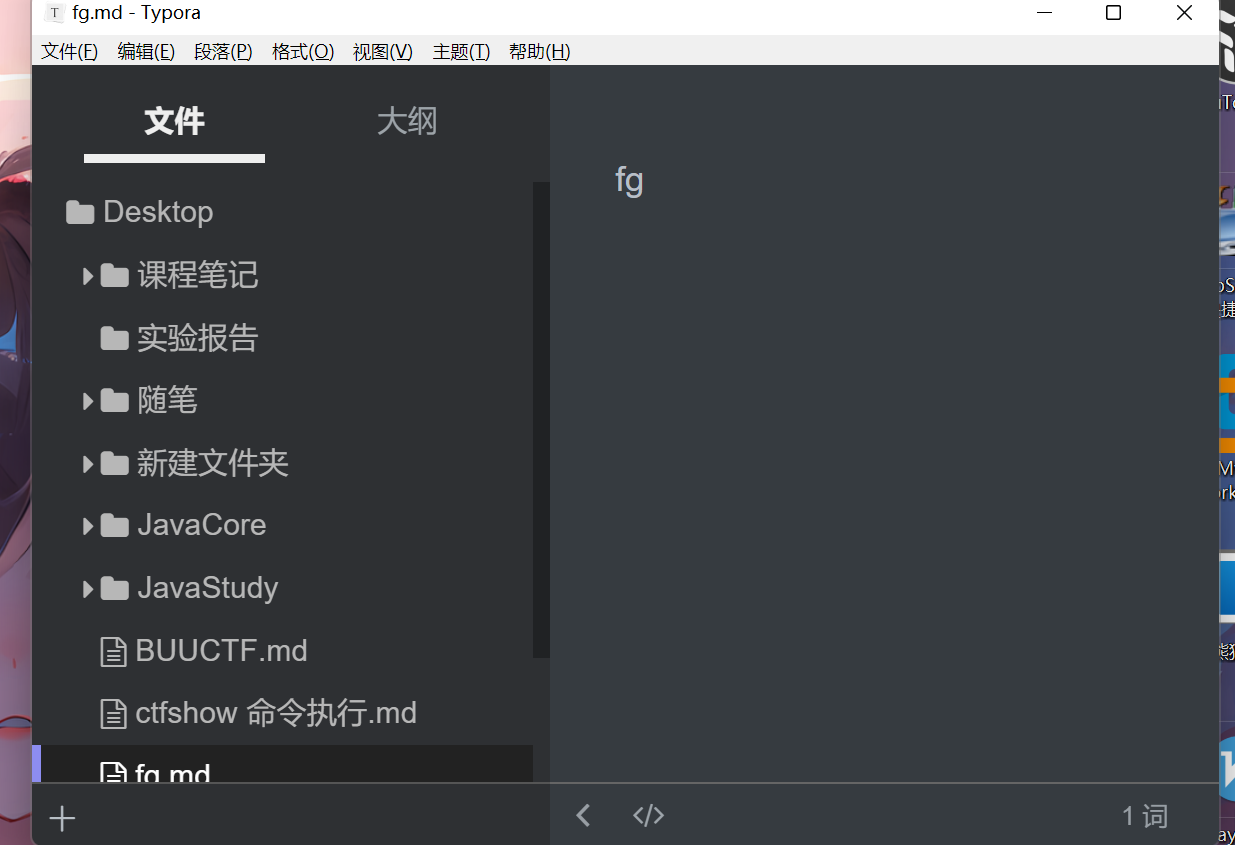 T fg.md - Typora
文件(F) 编辑(E) 段落(P) 格式(O) 视图(V) 主题(T) 帮助(H)
文件 大纲
fg
Desktop
课程笔记
实验报告
随笔
新建文件夹
JavaCore
JavaStudy
BUUCTF.md
ctfshow 命令执行.md
fg.md
1 词